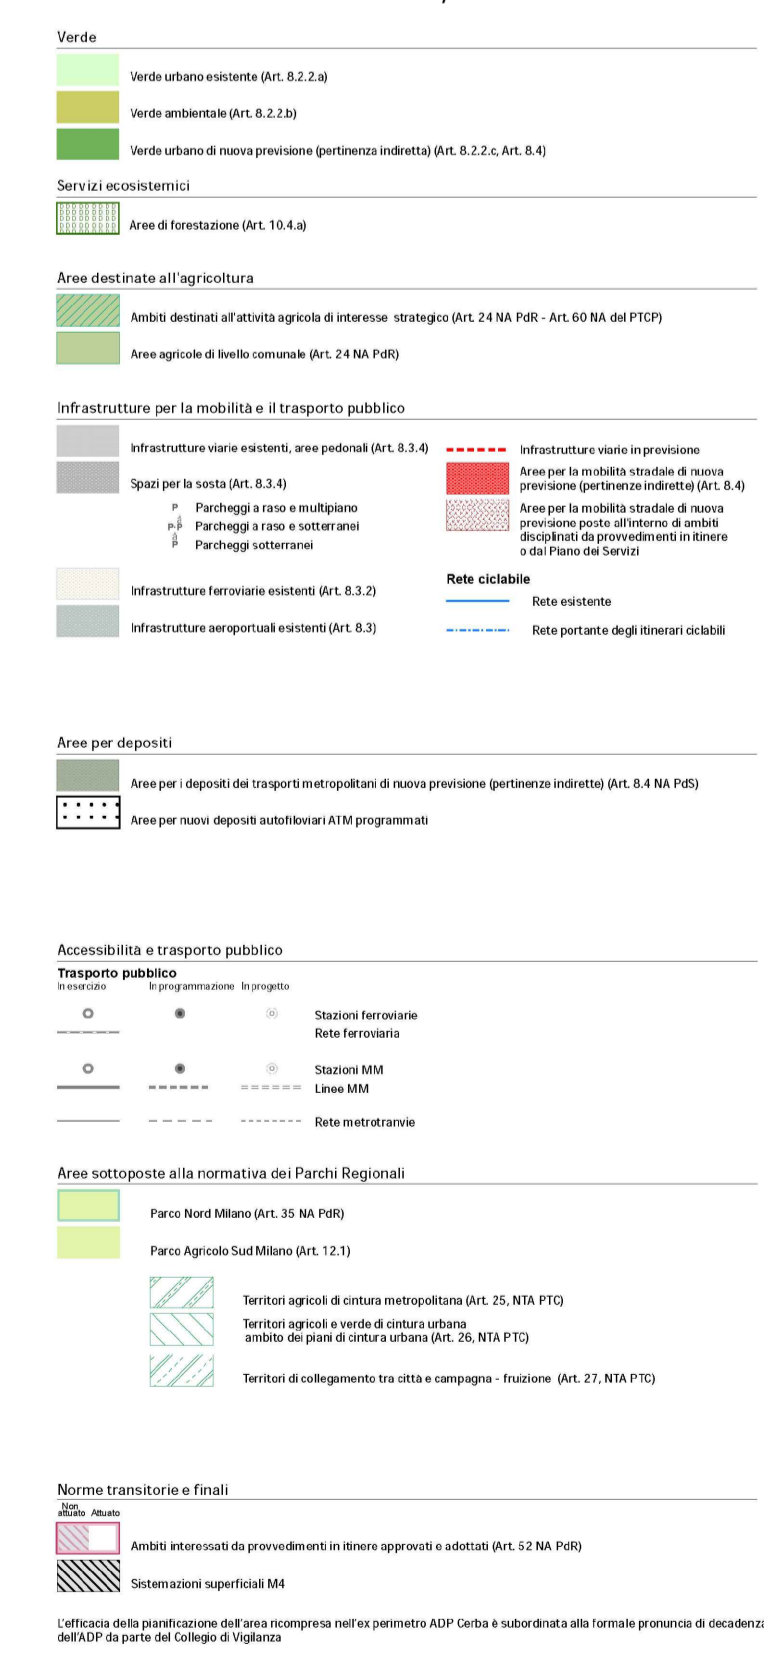 Verde
Verde urbano esistente (Art. 8.2.2.a)
Verde ambientale (Art. 8.2.2.b)
Verde urbano di nuova previsione (pertinenza indiretta) (Art. 8.2.2.c, Art. 8.4)
Servizi ecosistemici
Aree di forestazione (Art. 10.4.a)
Aree destinate all'agricoltura
Ambiti destinati all'attività agricola di interesse strategico (Art. 24 NA PdR - Art. 60 NA del PTCP)
Aree agricole di livello comunale (Art. 24 NA PdR)
Infrastrutture per la mobilità e il trasporto pubblico
Infrastrutture viarie esistenti, aree pedonali (Art. 8.3.4)
Spazi per la sosta (Art. 8.3.4)
P Parcheggi a raso e multipiano
P-P Parcheggi a raso e sotterranei
P Parcheggi sotterranei
Infrastrutture ferroviarie esistenti (Art. 8.3.2)
Infrastrutture aeroportuali esistenti (Art. 8.3)
Infrastrutture viarie in previsione
Aree per la mobilità stradale di nuova
previsione (pertinenze indirette) (Art. 8.4)
Aree per la mobilità stradale di nuova
previsione poste all'interno di ambiti
disciplinati da provvedimenti in itinere
o dal Piano dei Servizi
Rete ciclabile
Rete esistente
Rete portante degli itinerari ciclabili
Aree per depositi
Aree per i depositi dei trasporti metropolitani di nuova previsione (pertinenze indirette) (Art. 8.4 NA PdS)
Aree per nuovi depositi autofiloviari ATM programmati
Accessibilità e trasporto pubblico
Trasporto pubblico
In esercizio In programmazione In progetto
Stazioni ferroviarie
Rete ferroviaria
Stazioni MM
Linee MM
Rete metrotranvie
Aree sottoposte alla normativa dei Parchi Regionali
Parco Nord Milano (Art. 35 NA PdR)
Parco Agricolo Sud Milano (Art. 12.1)
Territori agricoli di cintura metropolitana (Art. 25, NTA PTC)
Territori agricoli e verde di cintura urbana
ambito dei piani di cintura urbana (Art. 26, NTA PTC)
Territori di collegamento tra città e campagna - fruizione (Art. 27, NTA PTC)
Norme transitorie e finali
Non
attuato Attuato
Ambiti interessati da provvedimenti in itinere approvati e adottati (Art. 52 NA PdR)
Sistemazioni superficiali M4
L'efficacia della pianificazione dell'area ricompresa nell'ex perimetro ADP Cerba è subordinata alla formale pronuncia di decadenza
dell'ADP da parte del Collegio di Vigilanza